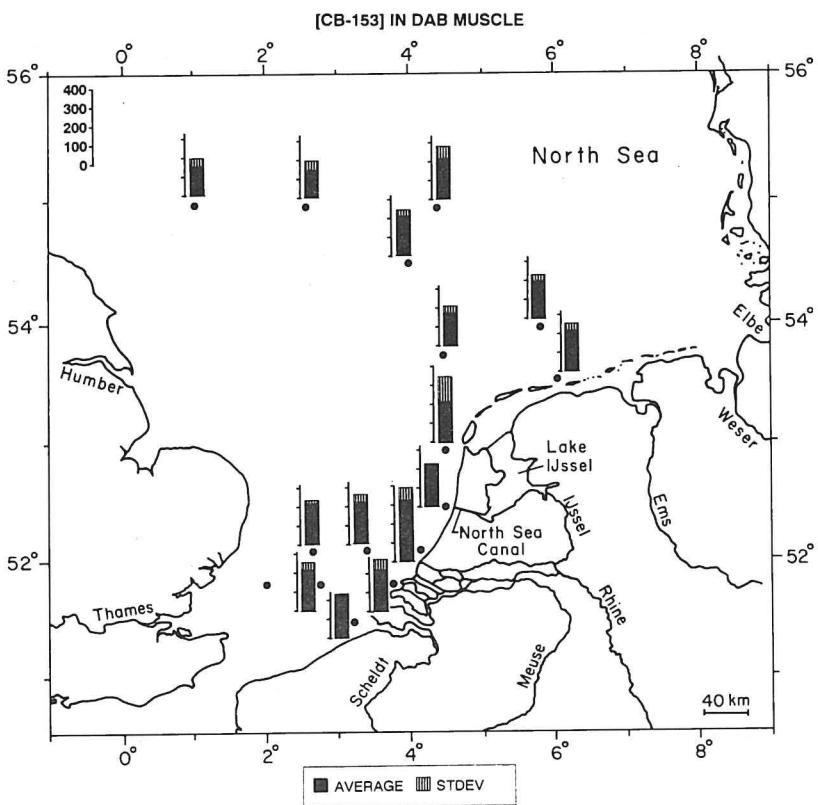 [CB-153] IN DAB MUSCLE
0° 2° 4° 6° 8°
56° 56°
400
300
200
100
0
North Sea
54° 54°
Elbe
Humber
Weser
Lake
IJssel
IJssel
Ems
North Sea
Canal
52° 52°
Thames
Rhine
Meuse
Scheldt
40 km
0° 2° 4° 6° 8°
AVERAGE STDEV